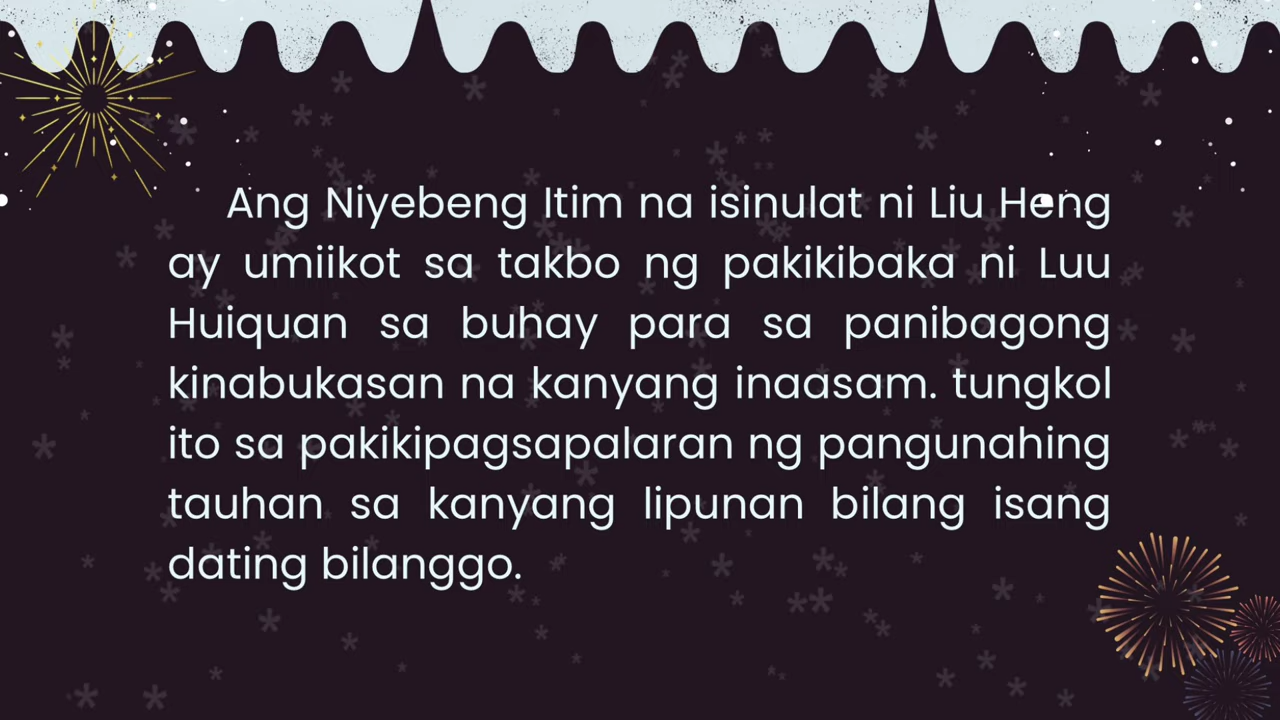 Ang Niyebeng Itim na isinulat ni Liu Heng
ay umiikot sa takbo ng pakikibaka ni Luu
Huiquan sa buhay para sa panibagong
kinabukasan na kanyang inaasam. tungkol
ito sa pakikipagsapalaran ng pangunahing
tauhan sa kanyang lipunan bilang isang
dating bilanggo.